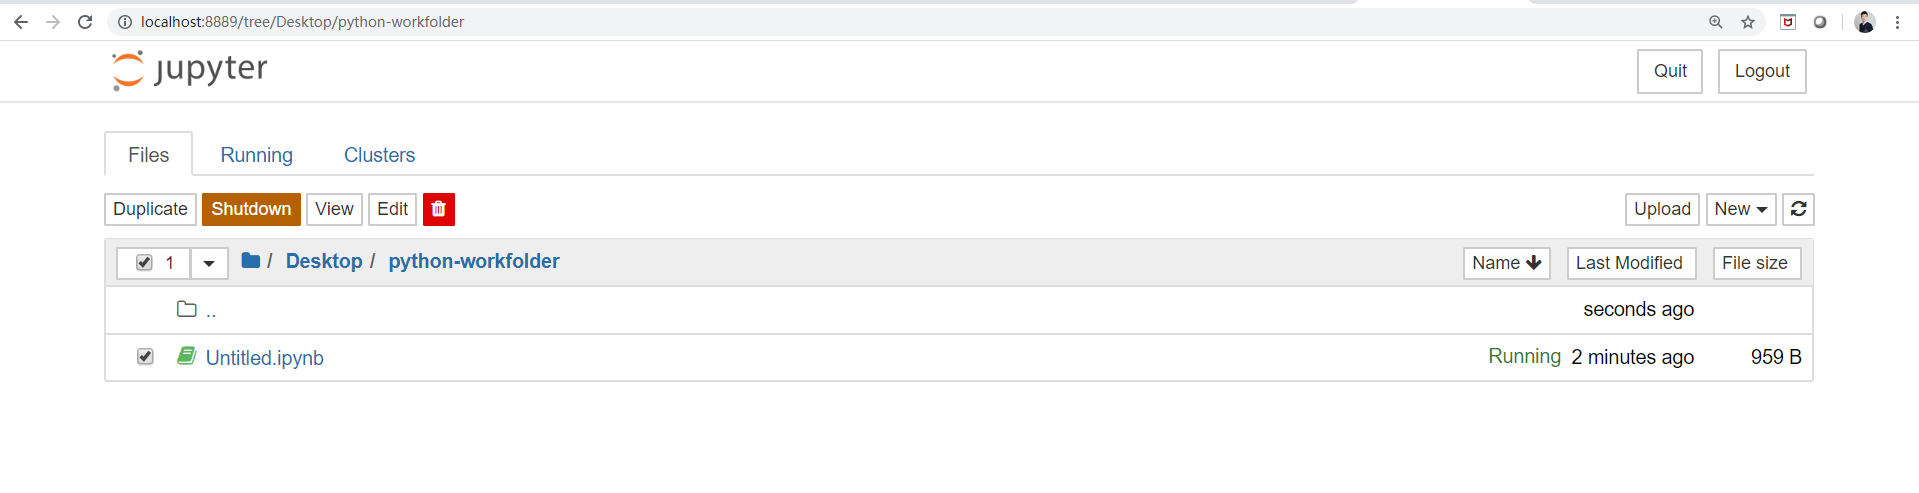 localhost:8889/tree/Desktop/python-workfolder
jupyter
Quit Logout
Files Running Clusters
Duplicate Shutdown View Edit Upload New
1 / Desktop / python-workfolder Name Last Modified File size
.. seconds ago
Untitled.ipynb Running 2 minutes ago 959 B